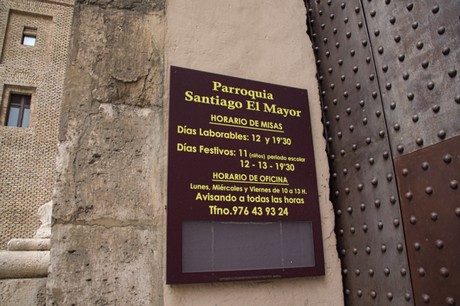 Parroquia
Santiago El Mayor
HORARIO DE MISAS
Días Laborables: 12 y 19'30
Días Festivos: 11 (niños) periodo escolar
12 - 13 - 19'30
HORARIO DE OFICINA
Lunes, Miércoles y Viernes de 10 a 13 h.
Avisando a todas las horas
Tfno. 976 43 93 24